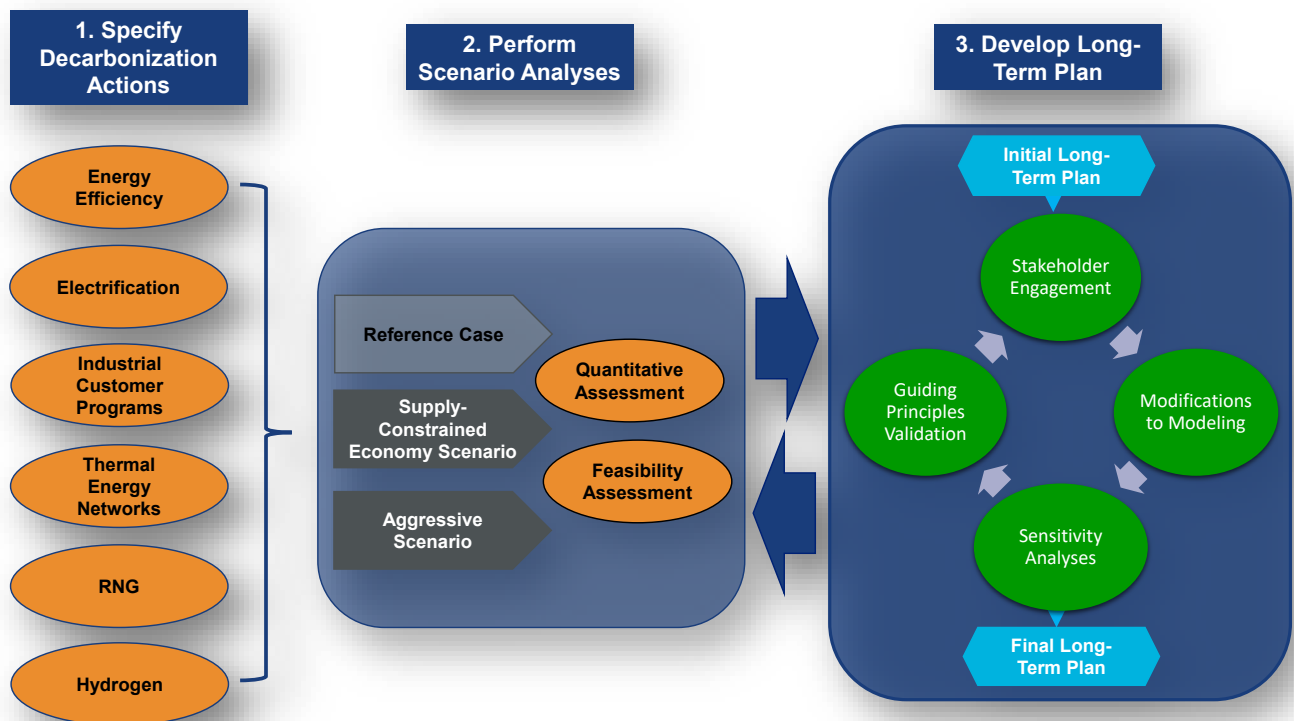 1. Specify
Decarbonization
Actions
2. Perform
Scenario Analyses
3. Develop Long-
Term Plan
Energy
Efficiency
Electrification
Industrial
Customer
Programs
Thermal
Energy
Networks
RNG
Hydrogen
Reference Case
Supply-
Constrained
Economy Scenario
Aggressive
Scenario
Quantitative
Assessment
Feasibility
Assessment
Initial Long-
Term Plan
Stakeholder
Engagement
Guiding
Principles
Validation
Modifications
to Modeling
Sensitivity
Analyses
Final Long-
Term Plan